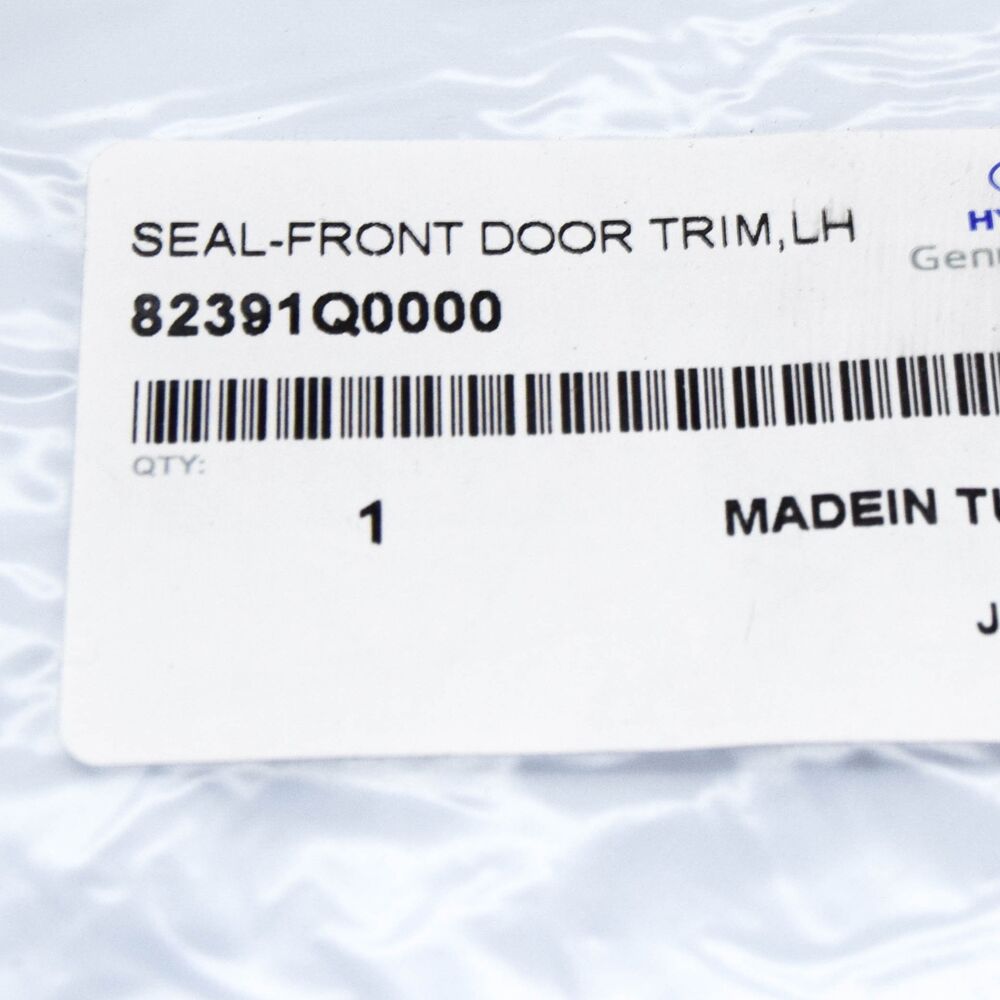 SEAL-FRONT DOOR TRIM,LH
82391Q0000
QTY:
1
MADEIN